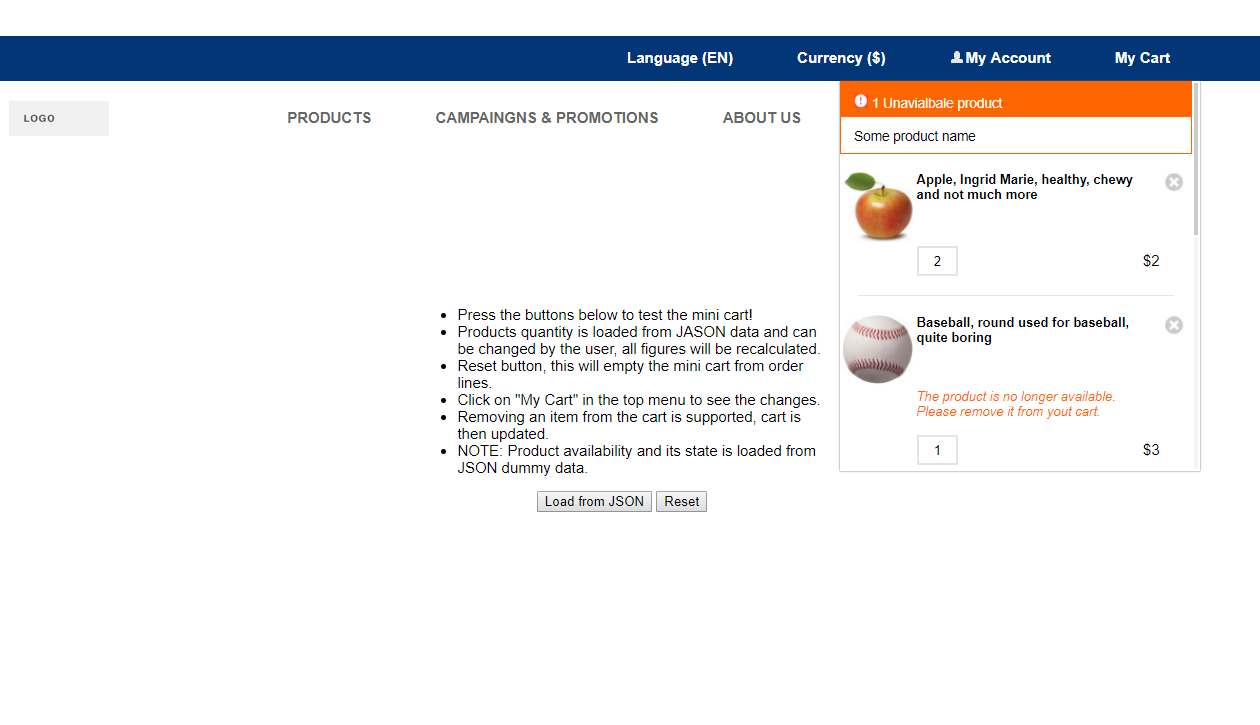 Language (EN) Currency ($) My Account My Cart
LOGO
PRODUCTS CAMPAINGNS & PROMOTIONS ABOUT US
1 Unavialbale product
Some product name
Apple, Ingrid Marie, healthy, chewy
and not much more
2 $2
Baseball, round used for baseball,
quite boring
The product is no longer available.
Please remove it from yout cart.
1 $3
• Press the buttons below to test the mini cart!
• Products quantity is loaded from JASON data and can
be changed by the user, all figures will be recalculated.
• Reset button, this will empty the mini cart from order
lines.
• Click on "My Cart" in the top menu to see the changes.
• Removing an item from the cart is supported, cart is
then updated.
• NOTE: Product availability and its state is loaded from
JSON dummy data.
Load from JSON Reset